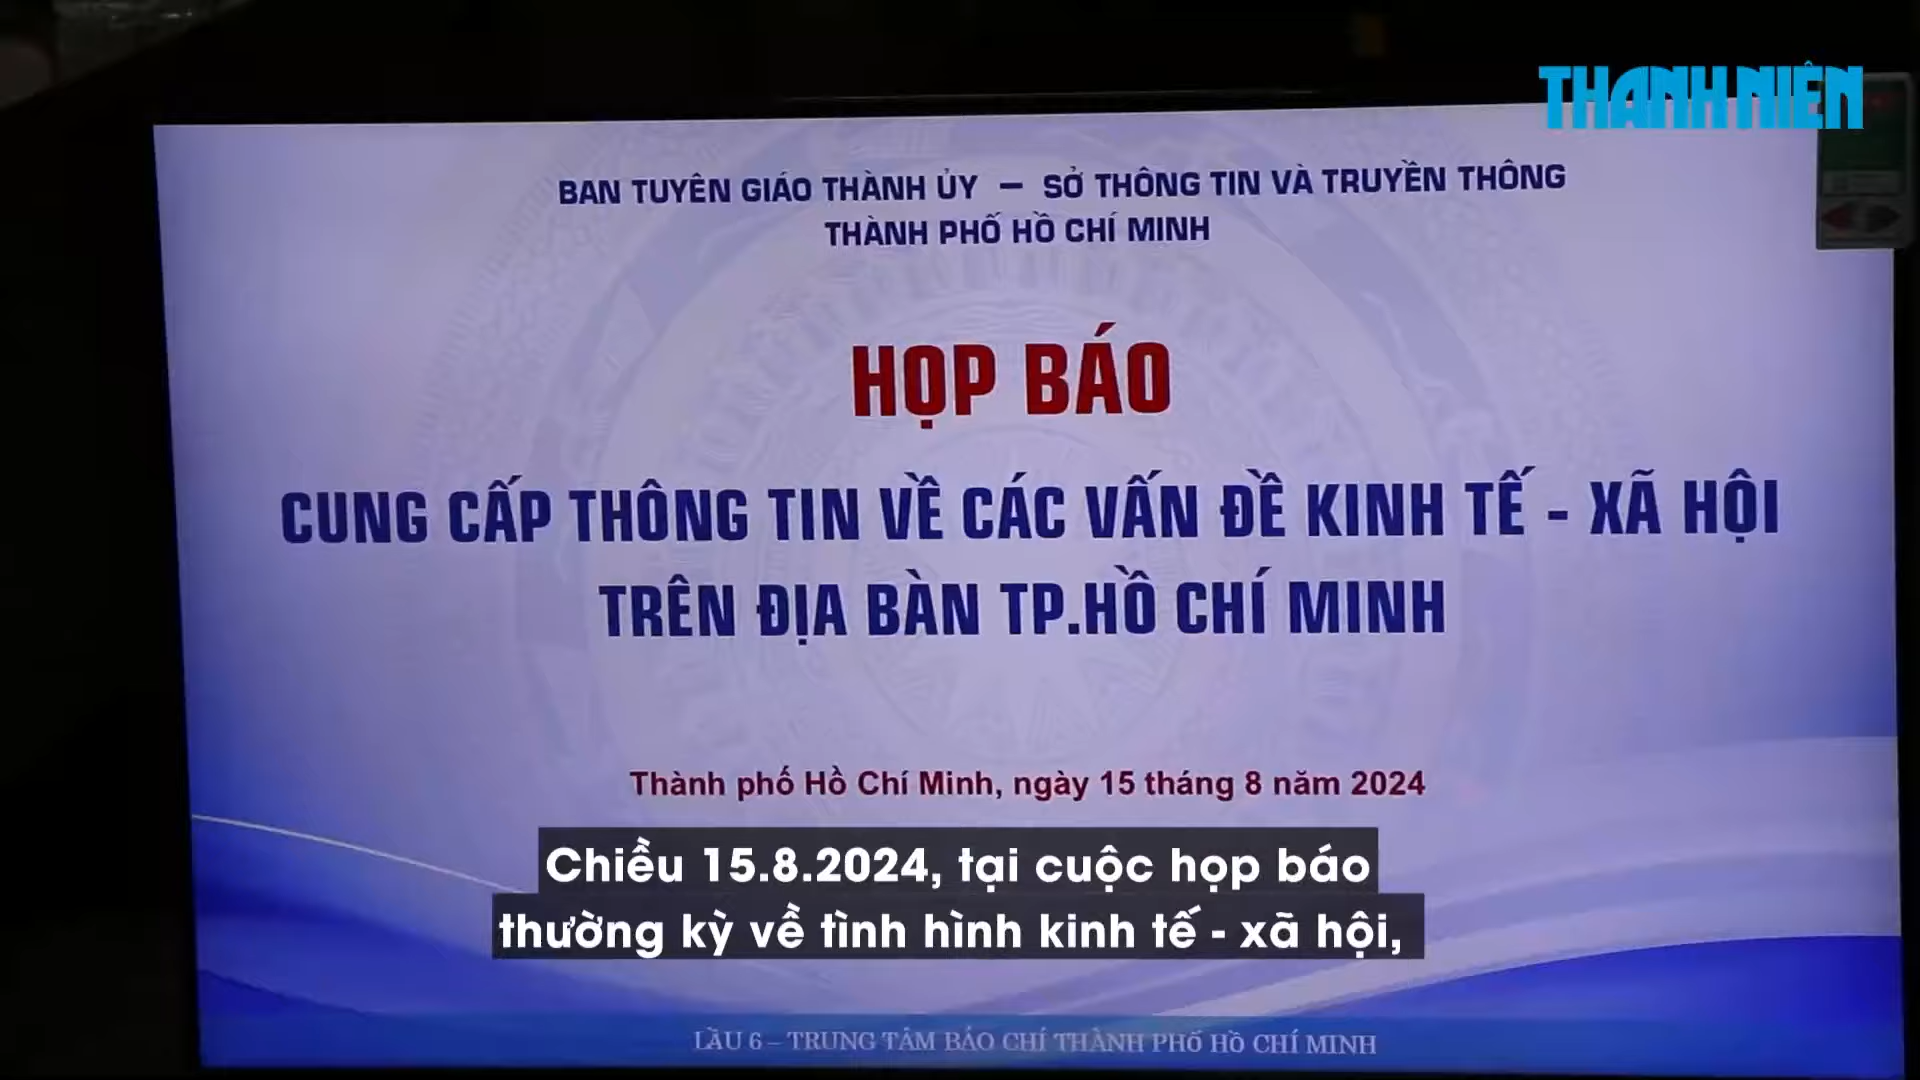 THANH NIÊN
BAN TUYÊN GIÁO THÀNH ỦY – SỞ THÔNG TIN VÀ TRUYỀN THÔNG
THÀNH PHỐ HỒ CHÍ MINH
HỌP BÁO
CUNG CẤP THÔNG TIN VỀ CÁC VẤN ĐỀ KINH TẾ - XÃ HỘI
TRÊN ĐỊA BÀN TP.HỒ CHÍ MINH
Thành phố Hồ Chí Minh, ngày 15 tháng 8 năm 2024
Chiều 15.8.2024, tại cuộc họp báo
thường kỳ về tình hình kinh tế - xã hội,
LẦU 6 – TRUNG TÂM BÁO CHÍ THÀNH PHỐ HỒ CHÍ MINH